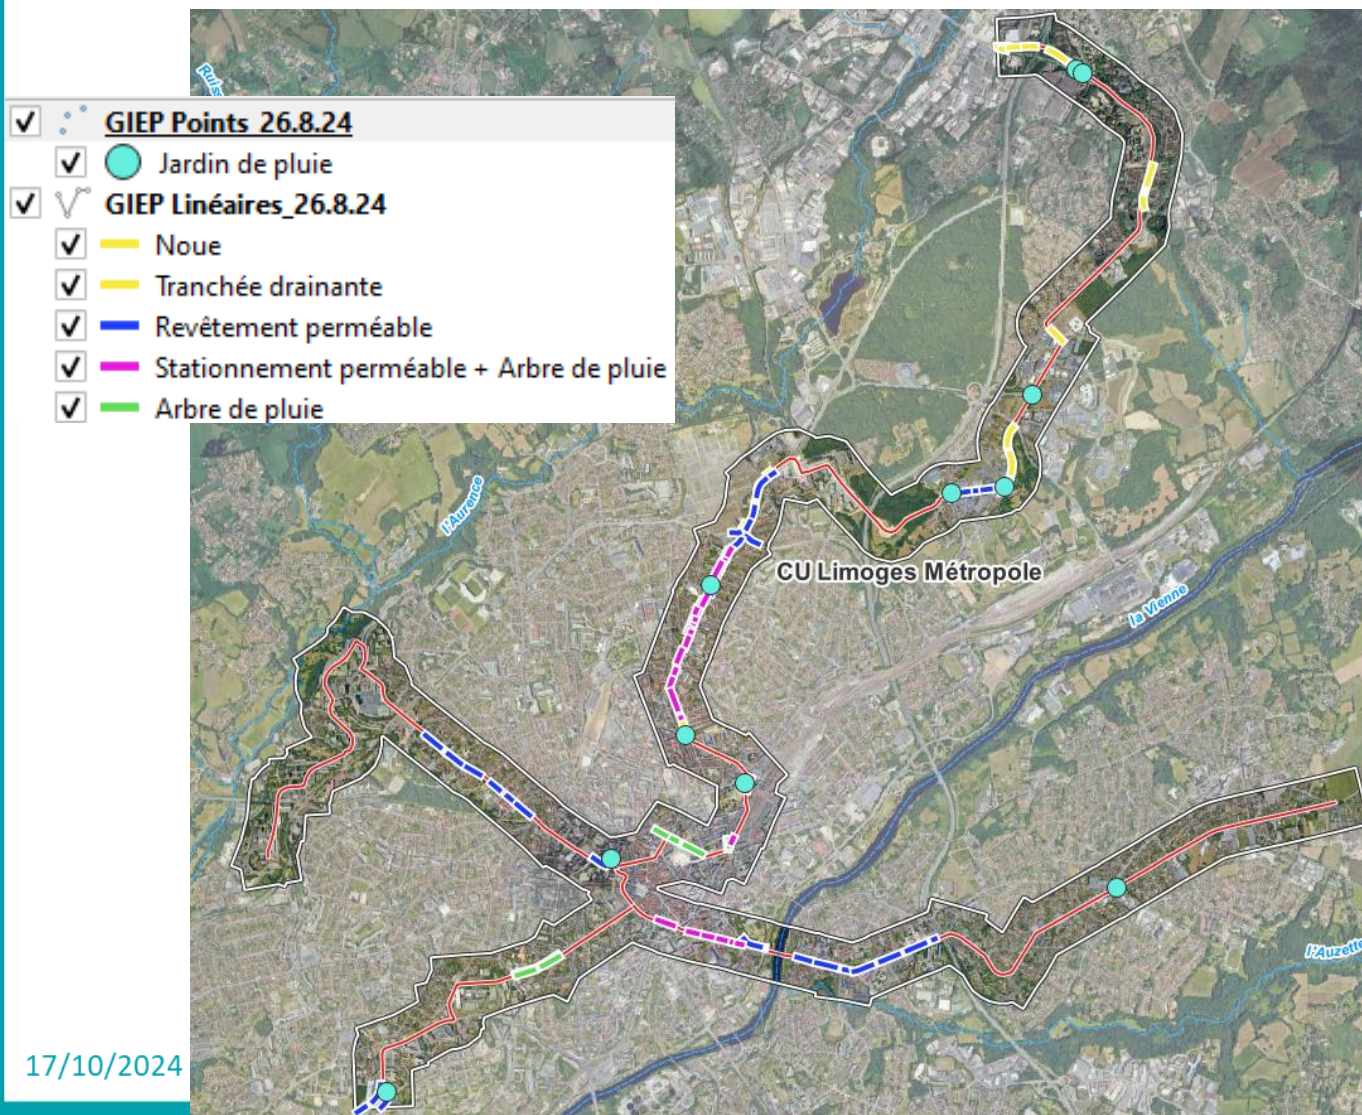 Ruis
GIEP Points_26.8.24
Jardin de pluie
GIEP Linéaires_26.8.24
Noue
Tranchée drainante
Revêtement perméable
Stationnement perméable + Arbre de pluie
Arbre de pluie
l'Aurence
CU Limoges Métropole
la Vienne
l'Auzette
17/10/2024